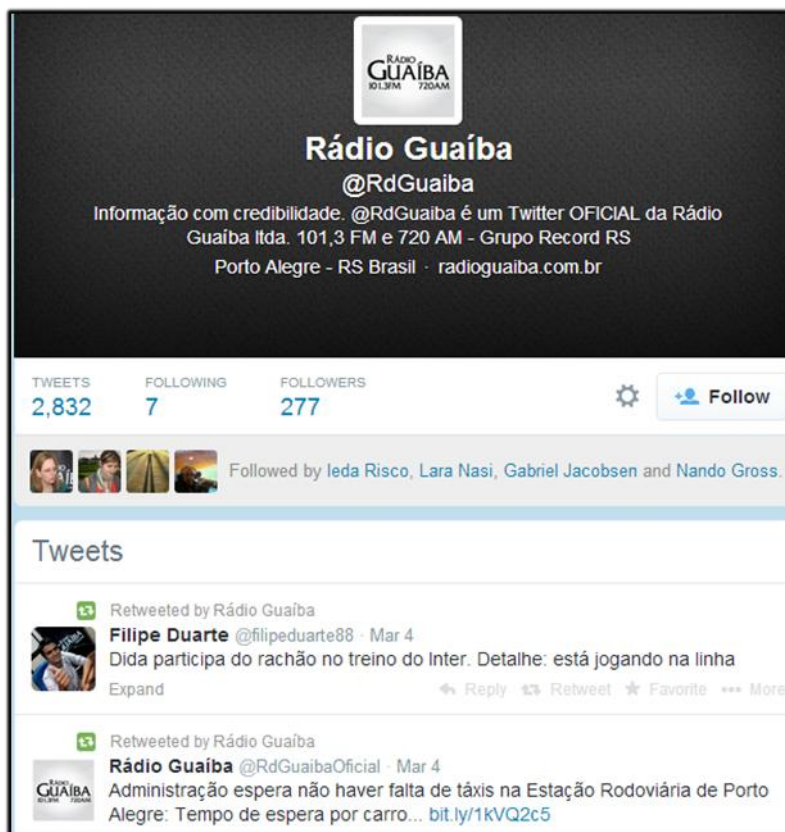 RÁDIO
GUAÍBA
101.3FM 720AM
Rádio Guaíba
@RdGuaiba
Informação com credibilidade. @RdGuaiba é um Twitter OFICIAL da Rádio
Guaíba ltda. 101,3 FM e 720 AM - Grupo Record RS
Porto Alegre - RS Brasil · radioguaiba.com.br
TWEETS FOLLOWING FOLLOWERS
2,832 7 277
Follow
Followed by Ieda Risco, Lara Nasi, Gabriel Jacobsen and Nando Gross.
Tweets
Retweeted by Rádio Guaíba
Filipe Duarte @filipeduarte88 · Mar 4
Dida participa do rachão no treino do Inter. Detalhe: está jogando na linha
Expand Reply Retweet Favorite More
Retweeted by Rádio Guaíba
Rádio Guaíba @RdGuaibaOficial · Mar 4
RÁDIO
GUAÍBA
101.3FM 720AM
Administração espera não haver falta de táxis na Estação Rodoviária de Porto
Alegre: Tempo de espera por carro... bit.ly/1kVQ2c5